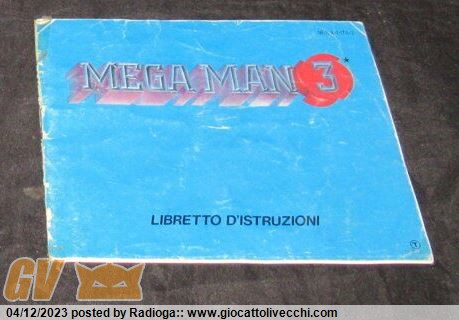 MEGA MAN 3*
LIBRETTO D'ISTRUZIONI
T
GV
04/12/2023 posted by Radioga:: www.giocattolivecchi.com